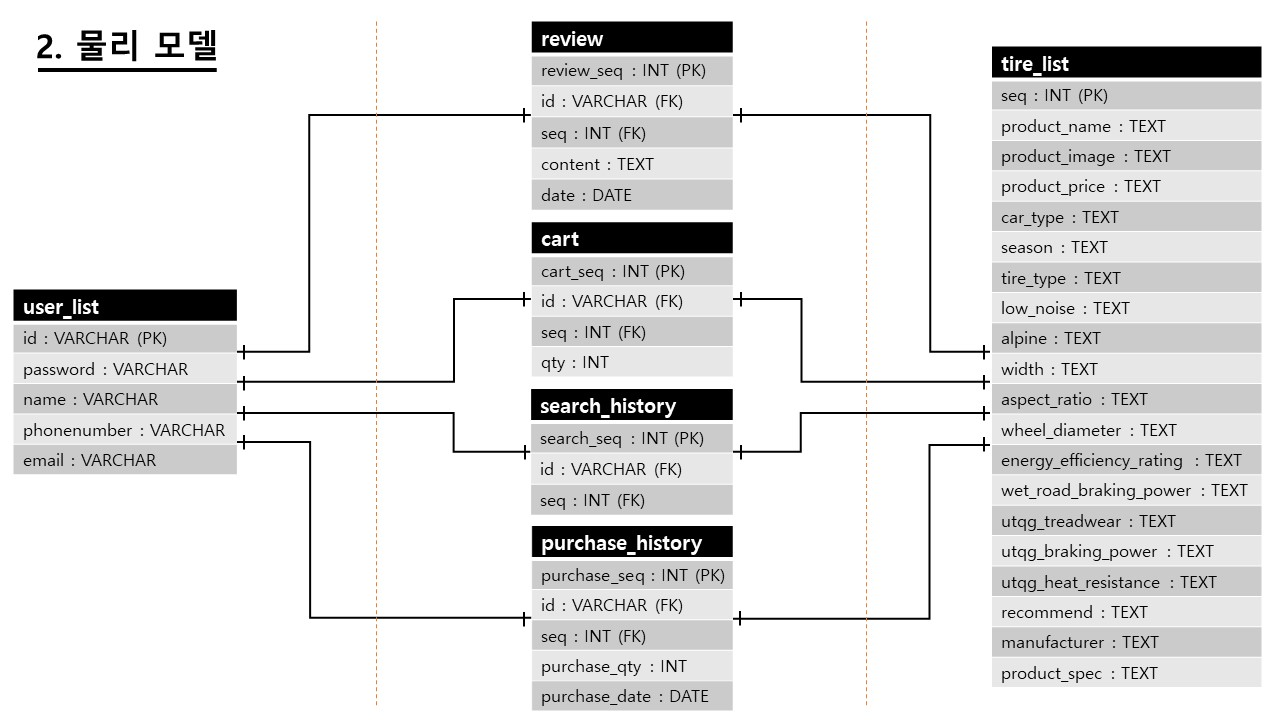 2. 물리 모델
user_list
id : VARCHAR (PK)
password : VARCHAR
name : VARCHAR
phonenumber : VARCHAR
email : VARCHAR
review
review_seq : INT (PK)
id : VARCHAR (FK)
seq : INT (FK)
content : TEXT
date : DATE
cart
cart_seq : INT (PK)
id : VARCHAR (FK)
seq : INT (FK)
qty : INT
search_history
search_seq : INT (PK)
id : VARCHAR (FK)
seq : INT (FK)
purchase_history
purchase_seq : INT (PK)
id : VARCHAR (FK)
seq : INT (FK)
purchase_qty : INT
purchase_date : DATE
tire_list
seq : INT (PK)
product_name : TEXT
product_image : TEXT
product_price : TEXT
car_type : TEXT
season : TEXT
tire_type : TEXT
low_noise : TEXT
alpine : TEXT
width : TEXT
aspect_ratio : TEXT
wheel_diameter : TEXT
energy_efficiency_rating : TEXT
wet_road_braking_power : TEXT
utqg_treadwear : TEXT
utqg_braking_power : TEXT
utqg_heat_resistance : TEXT
recommend : TEXT
manufacturer : TEXT
product_spec : TEXT